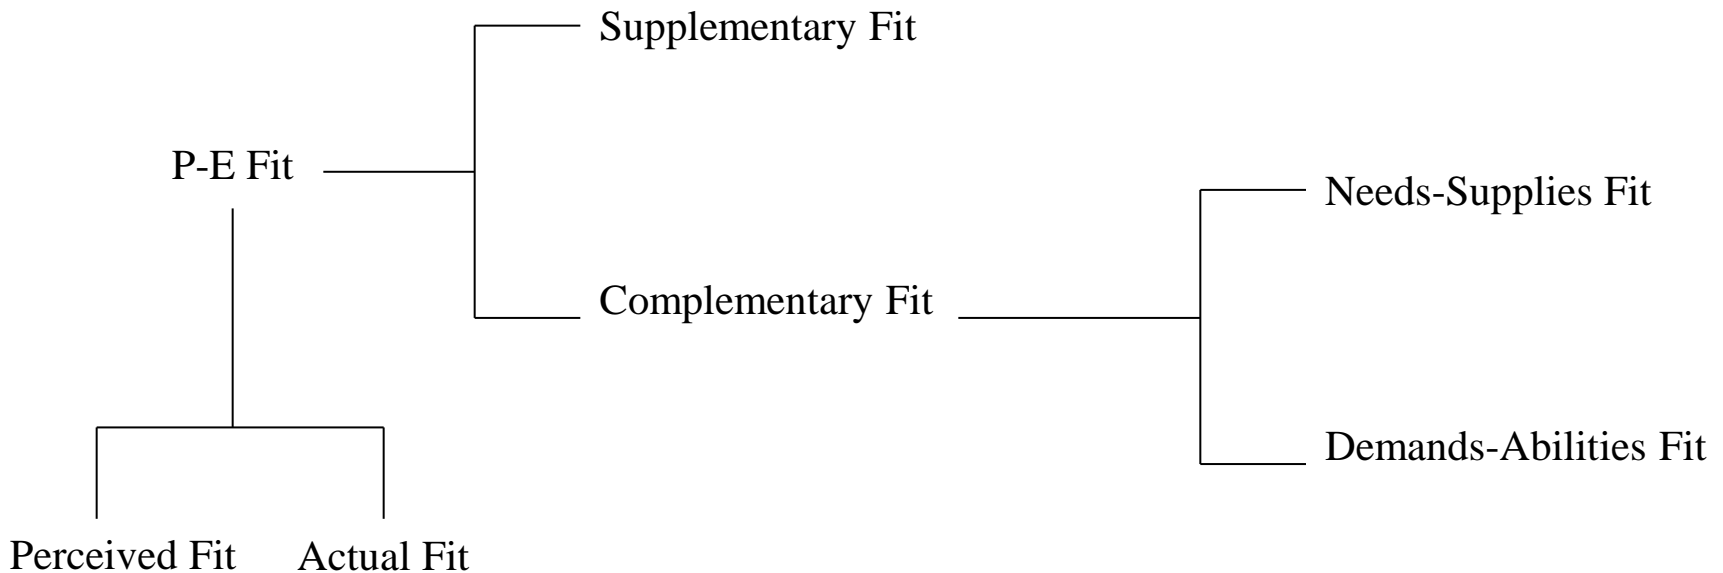 Supplementary Fit
P-E Fit
Needs-Supplies Fit
Complementary Fit
Demands-Abilities Fit
Perceived Fit
Actual Fit